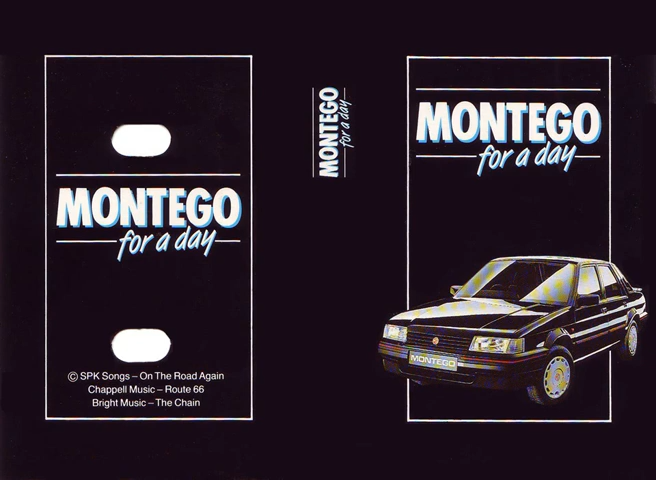 MONTEGO
for a day
© SPK Songs – On The Road Again
Chappell Music – Route 66
Bright Music – The Chain
MONTEGO
for a day
MONTEGO
for a day
MONTEGO